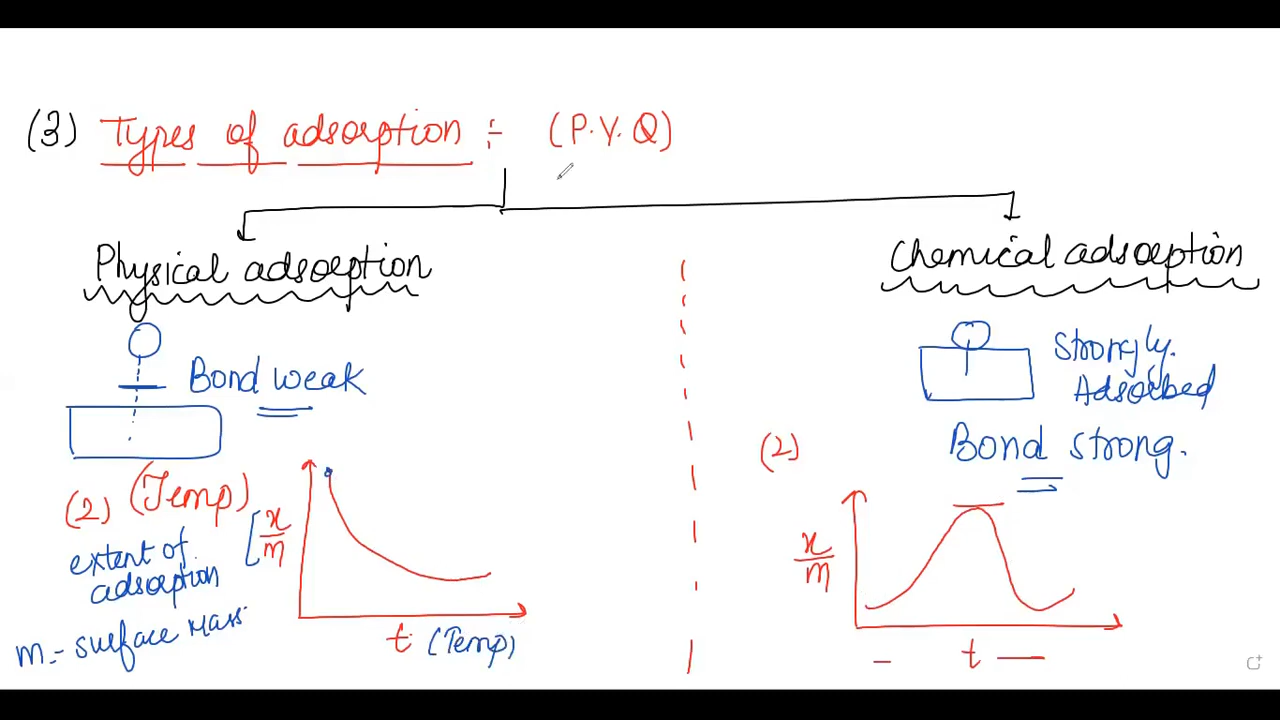 (3) Types of adsorption :- (P.Y.Q)
Physical adsorption
Bond weak
(2) (Temp)
extent of
adsorption
x/m
m - surface Mass
t (Temp)
Chemical adsorption
Strongly
Adsorbed
Bond strong.
(2)
x/m
t